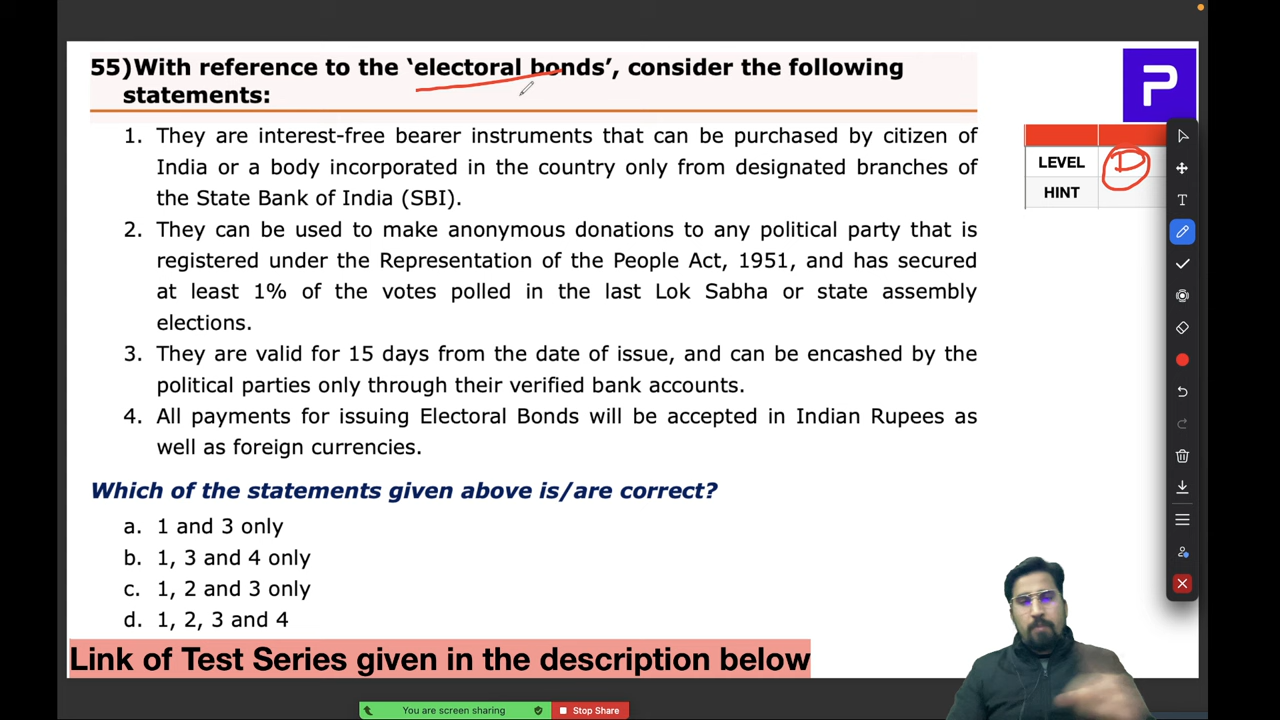 55)With reference to the ‘electoral bonds’, consider the following
statements:
1. They are interest-free bearer instruments that can be purchased by citizen of
India or a body incorporated in the country only from designated branches of
the State Bank of India (SBI).
2. They can be used to make anonymous donations to any political party that is
registered under the Representation of the People Act, 1951, and has secured
at least 1% of the votes polled in the last Lok Sabha or state assembly
elections.
3. They are valid for 15 days from the date of issue, and can be encashed by the
political parties only through their verified bank accounts.
4. All payments for issuing Electoral Bonds will be accepted in Indian Rupees as
well as foreign currencies.
Which of the statements given above is/are correct?
a. 1 and 3 only
b. 1, 3 and 4 only
c. 1, 2 and 3 only
d. 1, 2, 3 and 4
Link of Test Series given in the description below
P
LEVEL D
HINT
T
You are screen sharing
Stop Share